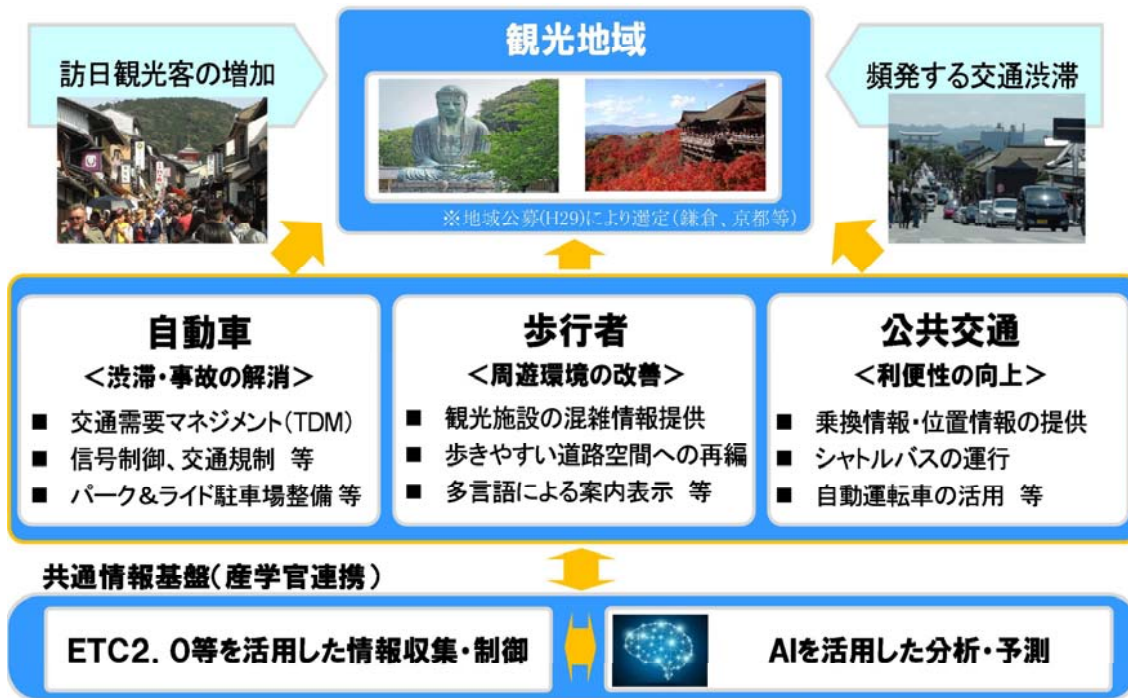 観光地域
訪日観光客の増加
頻発する交通渋滞
※地域公募(H29)により選定(鎌倉、京都等)
自動車
<渋滞・事故の解消>
■ 交通需要マネジメント(TDM)
■ 信号制御、交通規制 等
■ パーク&ライド駐車場整備 等
歩行者
<周遊環境の改善>
■ 観光施設の混雑情報提供
■ 歩きやすい道路空間への再編
■ 多言語による案内表示 等
公共交通
<利便性の向上>
■ 乗換情報・位置情報の提供
■ シャトルバスの運行
■ 自動運転車の活用 等
共通情報基盤(産学官連携)
ETC2.0等を活用した情報収集・制御
AIを活用した分析・予測